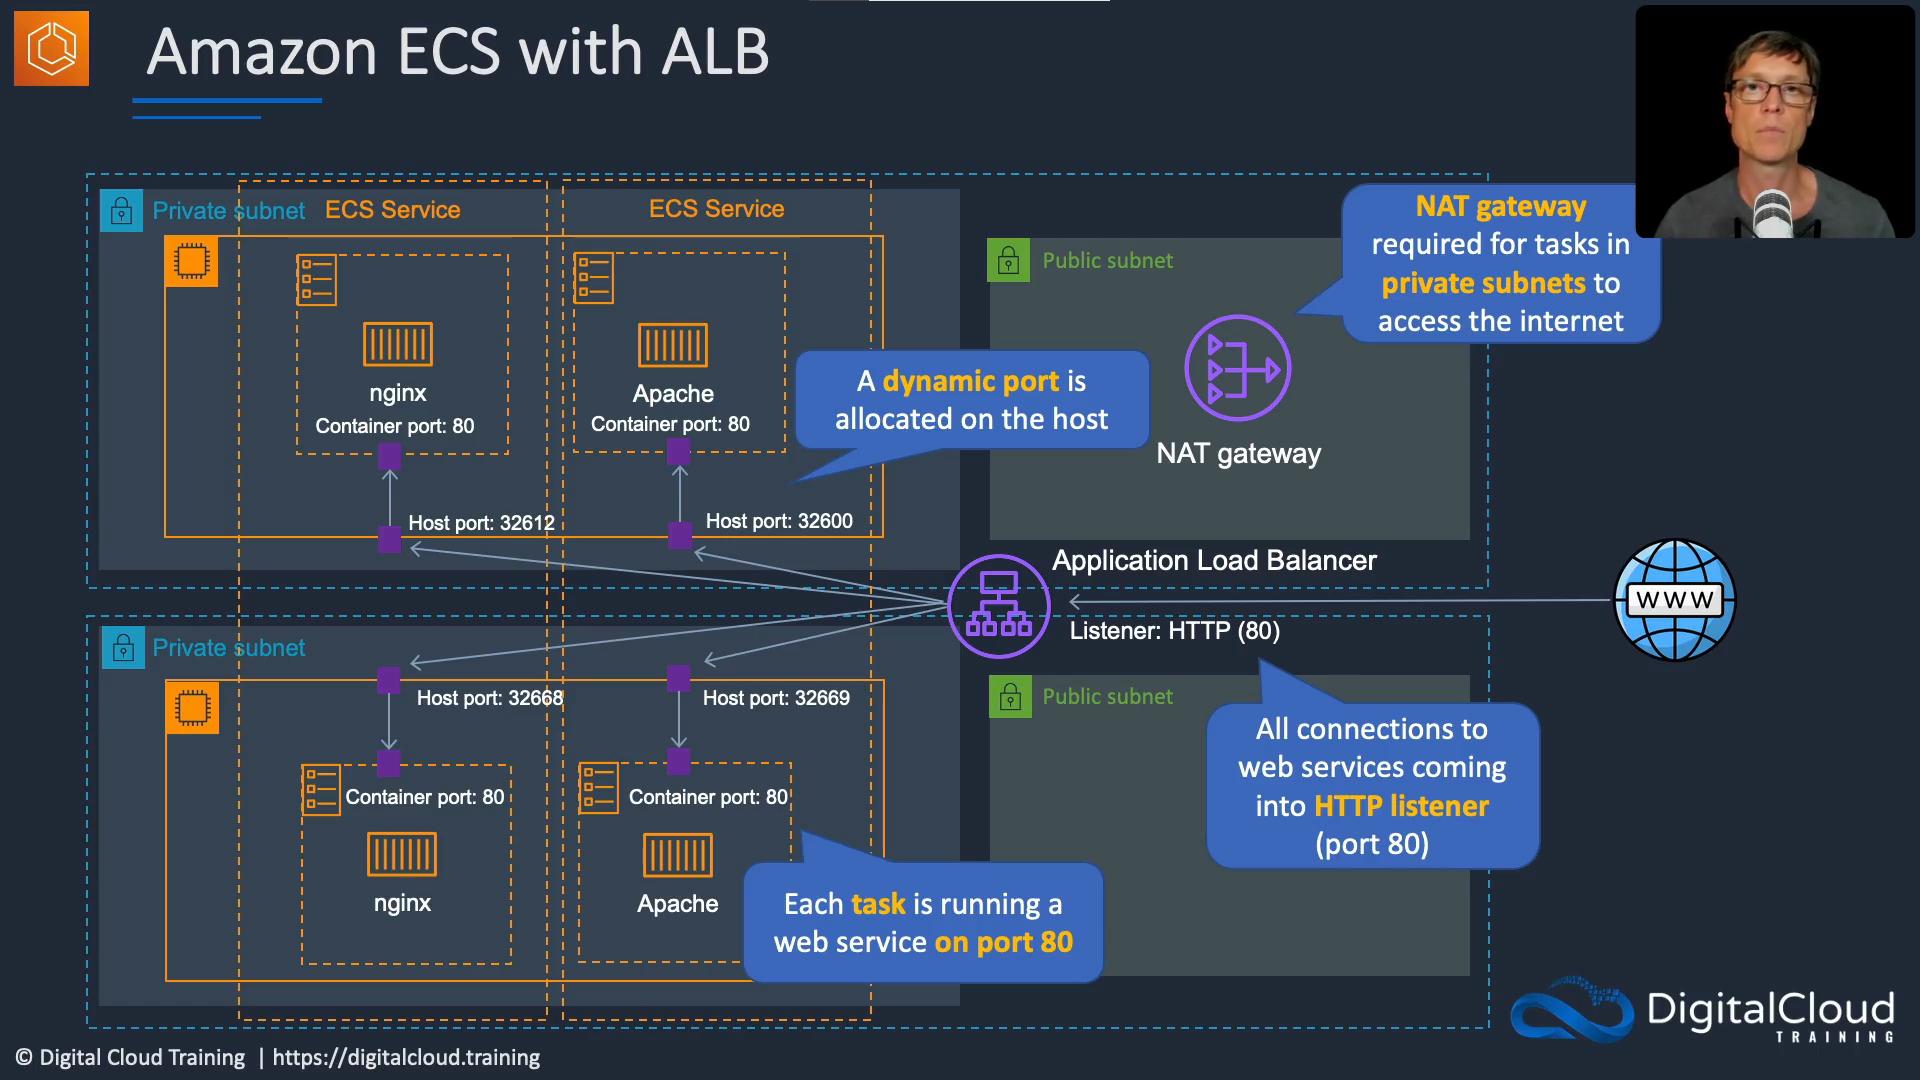 Amazon ECS with ALB
Private subnet
ECS Service
ECS Service
NAT gateway
required for tasks in
private subnets to
access the internet
Public subnet
nginx
Container port: 80
Apache
Container port: 80
A dynamic port is
allocated on the host
NAT gateway
Host port: 32612
Host port: 32600
Application Load Balancer
WWW
Listener: HTTP (80)
Private subnet
Host port: 32668
Host port: 32669
Public subnet
All connections to
web services coming
into HTTP listener
(port 80)
Container port: 80
nginx
Container port: 80
Apache
Each task is running a
web service on port 80
DigitalCloud
TRAINING
© Digital Cloud Training | https://digitalcloud.training